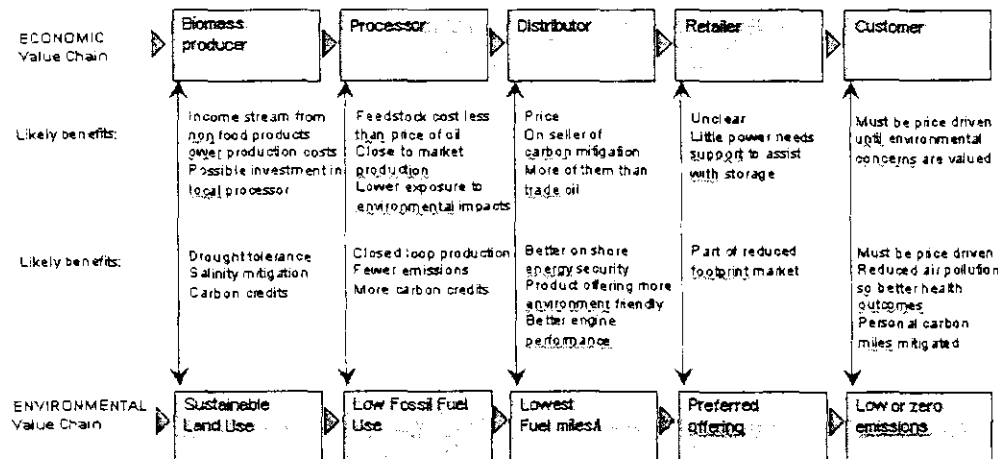 ECONOMIC
Value Chain
Biomass
producer
Processor
Distributor
Retailer
Customer
Likely benefits:
Income stream from
non food products
ower production costs
Possible investment in
local processor
Feedstock cost less
than price of oil
Close to market
production
Lower exposure to
environmental impacts
Price
On seller of
carbon mitigation
More of them than
trade oil
Unclear
Little power needs
support to assist
with storage
Must be price driven
until environmental
concerns are valued
Likely benefits:
Drought tolerance
Salinity mitigation
Carbon credits
Closed loop production
Fewer emissions
More carbon credits
Better on shore
energy security
Product offering more
environment friendly
Better engine
performance
Part of reduced
footprint market
Must be price driven
Reduced air pollution
so better health
outcomes
Personal carbon
miles mitigated
ENVIRONMENTAL
Value Chain
Sustainable
Land Use
Low Fossil Fuel
Use
Lowest
Fuel miles
Preferred
offering
Low or zero
emissions